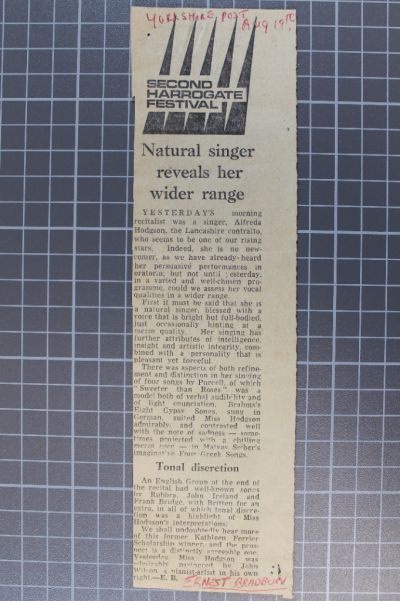 YORKSHIRE POST
AUG 19th
SECOND
HARROGATE
FESTIVAL
Natural singer
reveals her
wider range
YESTERDAY'S morning
recitalist was a singer, Alfreda
Hodgson, the Lancashire contralto,
who seems to be one of our rising
stars. Indeed, she is no new-
comer, as we have already heard
her persuasive performances in
oratorio; but not until yesterday,
in a varied and well-chosen pro-
gramme, could we assess her vocal
qualities in a wider range.
First it must be said that she is
a natural singer, blessed with a
voice that is bright but full-bodied,
just occasionally hinting at a
mezzo quality. Her singing has
further attributes of intelligence,
insight and artistic integrity, com-
bined with a personality that is
pleasant yet forceful.
There was aspects of both refine-
ment and distinction in her singing
of four songs by Purcell, of which
"Sweeter than Roses" was a
model both of verbal audibility and
of light enunciation. Brahms's
Eight Gypsy Songs, sung in
German, suited Miss Hodgson
admirably, and contrasted well
with the note of sadness — some-
times projected with a chilling
mezza voce — in Matyas Seiber's
imaginative Four Greek Songs.
Tonal discretion
An English Group at the end of
the recital had well-known songs
by Rubbra, John Ireland and
Frank Bridge, with Britten for an
extra, in all of which tonal discre-
tion was a highlight of Miss
Hodgson's interpretations.
We shall undoubtedly hear more
of this former Kathleen Ferrier
Scholarship winner, and the pros-
pect is a distinctly agreeable one.
Yesterday Miss Hodgson was
admirably partnered by John
Wilson, a pianist-artist in his own
right.—E. B.
ERNEST BRADBURY